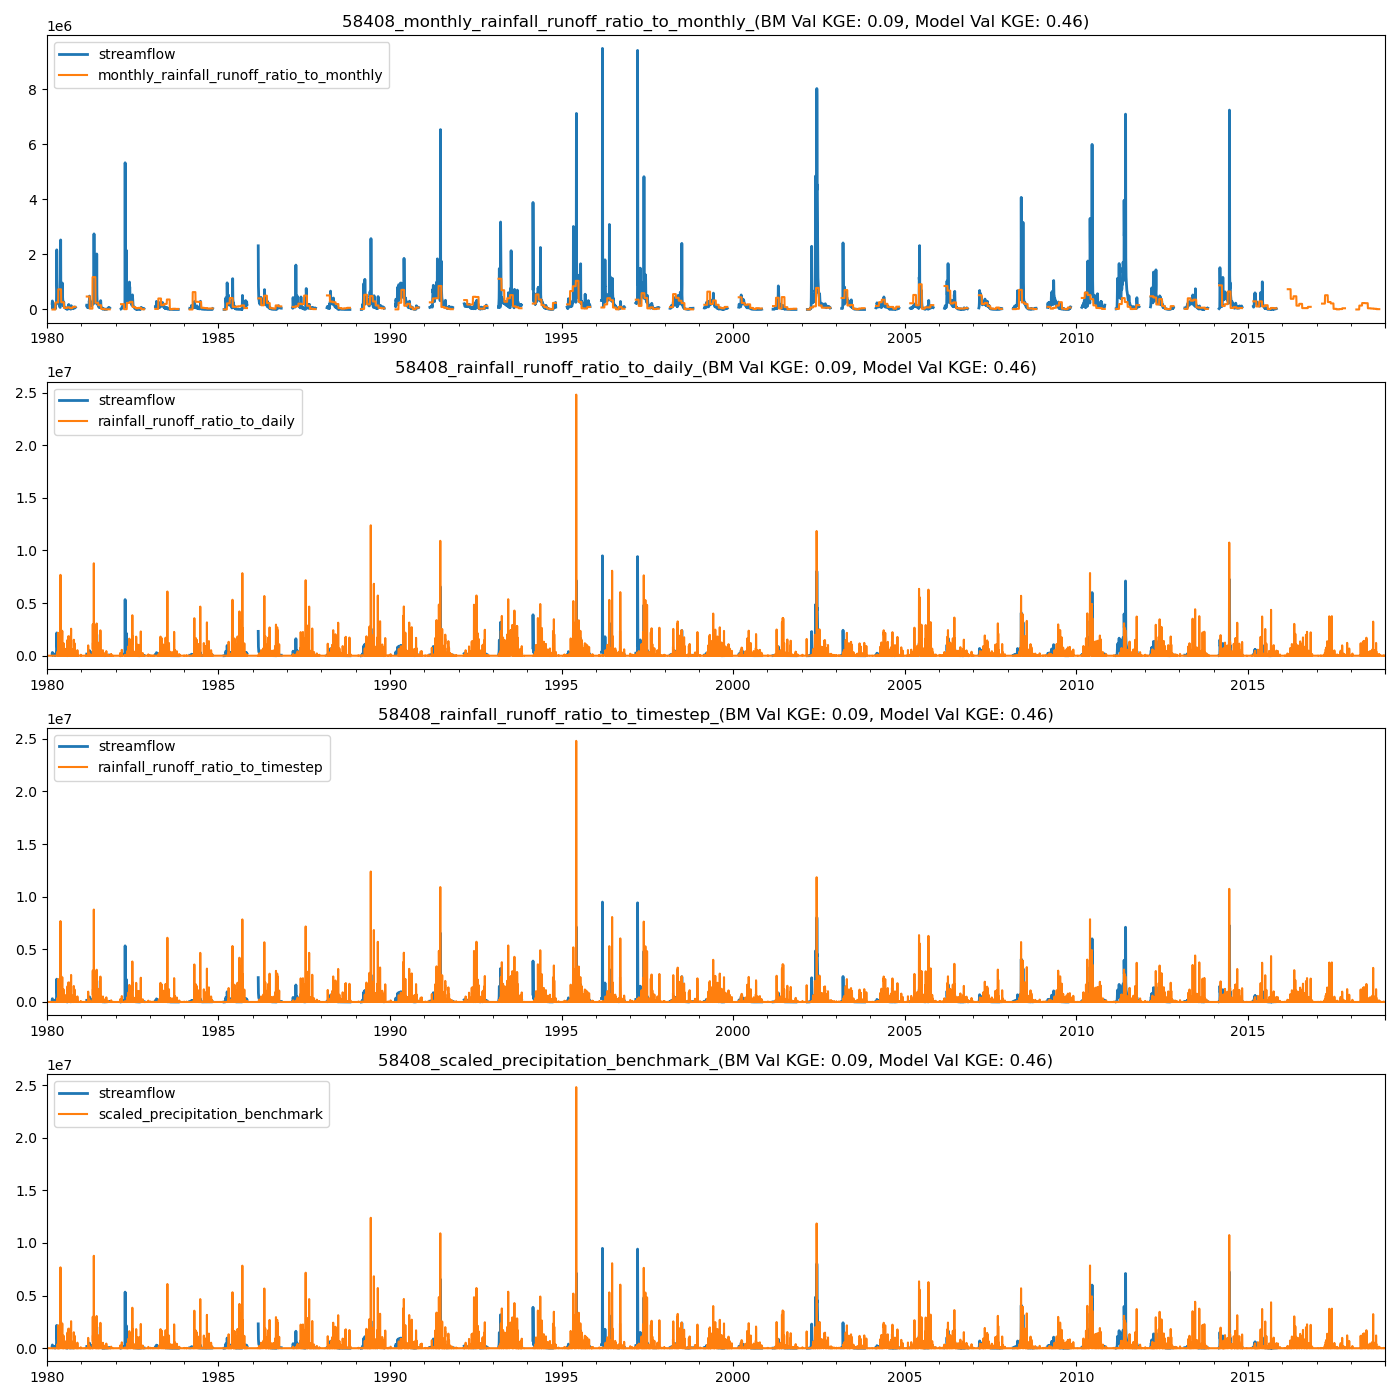 58408_monthly_rainfall_runoff_ratio_to_monthly_(BM Val KGE: 0.09, Model Val KGE: 0.46)
1e6
streamflow
monthly_rainfall_runoff_ratio_to_monthly
8
6
4
2
0
1980 1985 1990 1995 2000 2005 2010 2015
58408_rainfall_runoff_ratio_to_daily_(BM Val KGE: 0.09, Model Val KGE: 0.46)
1e7
streamflow
rainfall_runoff_ratio_to_daily
2.5
2.0
1.5
1.0
0.5
0.0
1980 1985 1990 1995 2000 2005 2010 2015
58408_rainfall_runoff_ratio_to_timestep_(BM Val KGE: 0.09, Model Val KGE: 0.46)
1e7
streamflow
rainfall_runoff_ratio_to_timestep
2.5
2.0
1.5
1.0
0.5
0.0
1980 1985 1990 1995 2000 2005 2010 2015
58408_scaled_precipitation_benchmark_(BM Val KGE: 0.09, Model Val KGE: 0.46)
1e7
streamflow
scaled_precipitation_benchmark
2.5
2.0
1.5
1.0
0.5
0.0
1980 1985 1990 1995 2000 2005 2010 2015